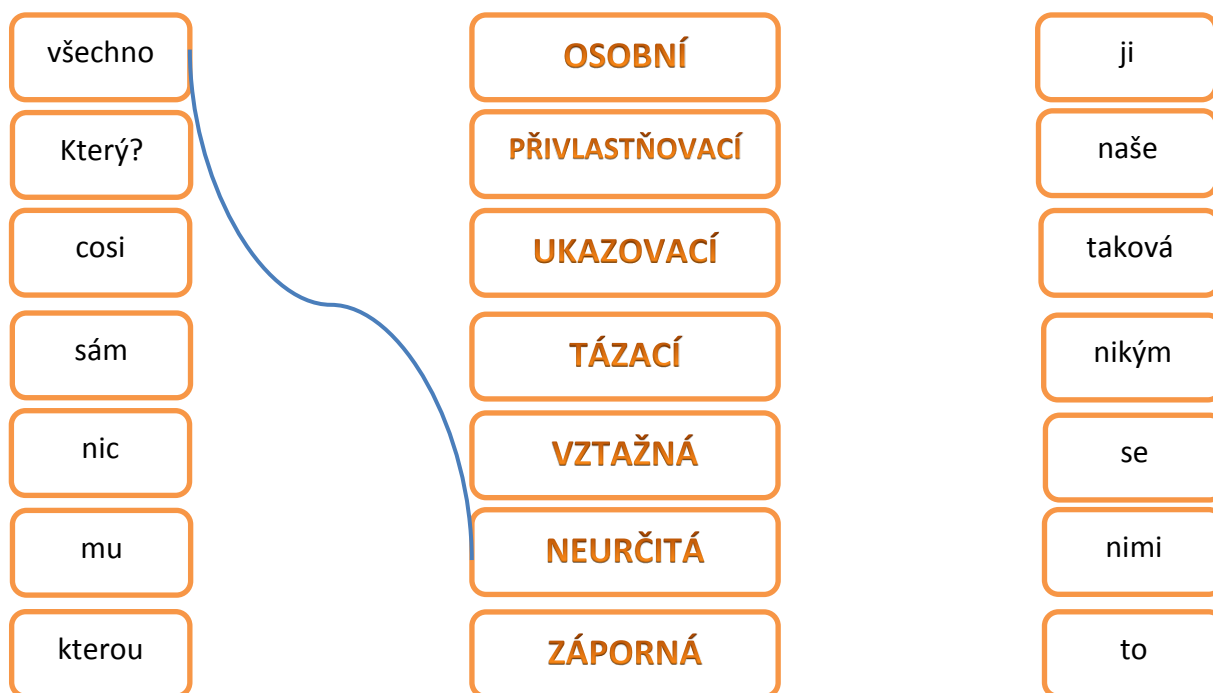 všechno OSOBNÍ ji
Který? PŘIVLASTŇOVACÍ naše
cosi UKAZOVACÍ taková
sám TÁZACÍ nikým
nic VZTAŽNÁ se
mu NEURČITÁ nimi
kterou ZÁPORNÁ to